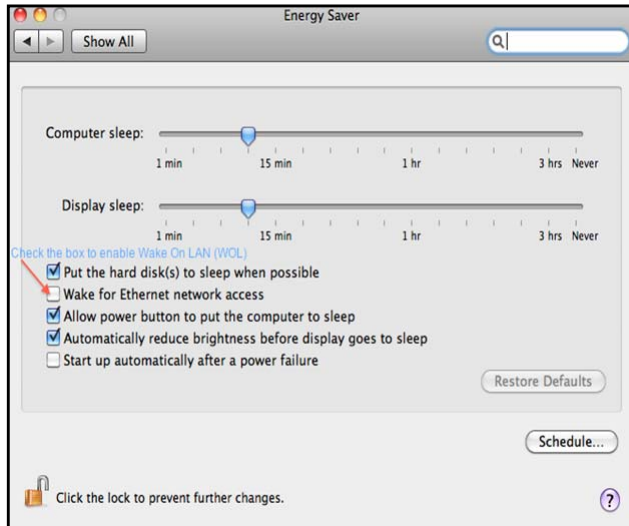 Energy Saver
Show All
Computer sleep:
1 min 15 min 1 hr 3 hrs Never
Display sleep:
1 min 15 min 1 hr 3 hrs Never
Check the box to enable Wake On LAN (WOL)
Put the hard disk(s) to sleep when possible
Wake for Ethernet network access
Allow power button to put the computer to sleep
Automatically reduce brightness before display goes to sleep
Start up automatically after a power failure
Restore Defaults
Schedule...
Click the lock to prevent further changes.
?